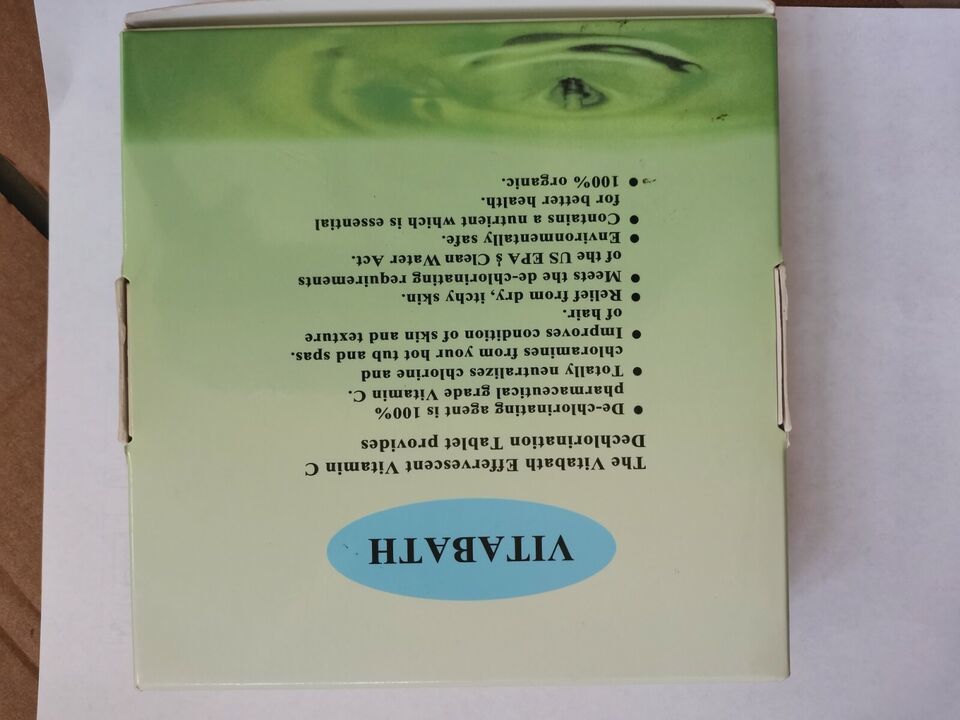 VITABATH
The Vitabath Effervescent Vitamin C
Dechlorination Tablet provides
● De-chlorinating agent is 100%
pharmaceutical grade Vitamin C.
● Totally neutralizes chlorine and
chloramines from your hot tub and spas.
● Improves condition of skin and texture
of hair.
● Relief from dry, itchy skin.
● Meets the de-chlorinating requirements
of the US EPA ṡ Clean Water Act.
● Environmentally safe.
● Contains a nutrient which is essential
for better health.
● 100% organic.